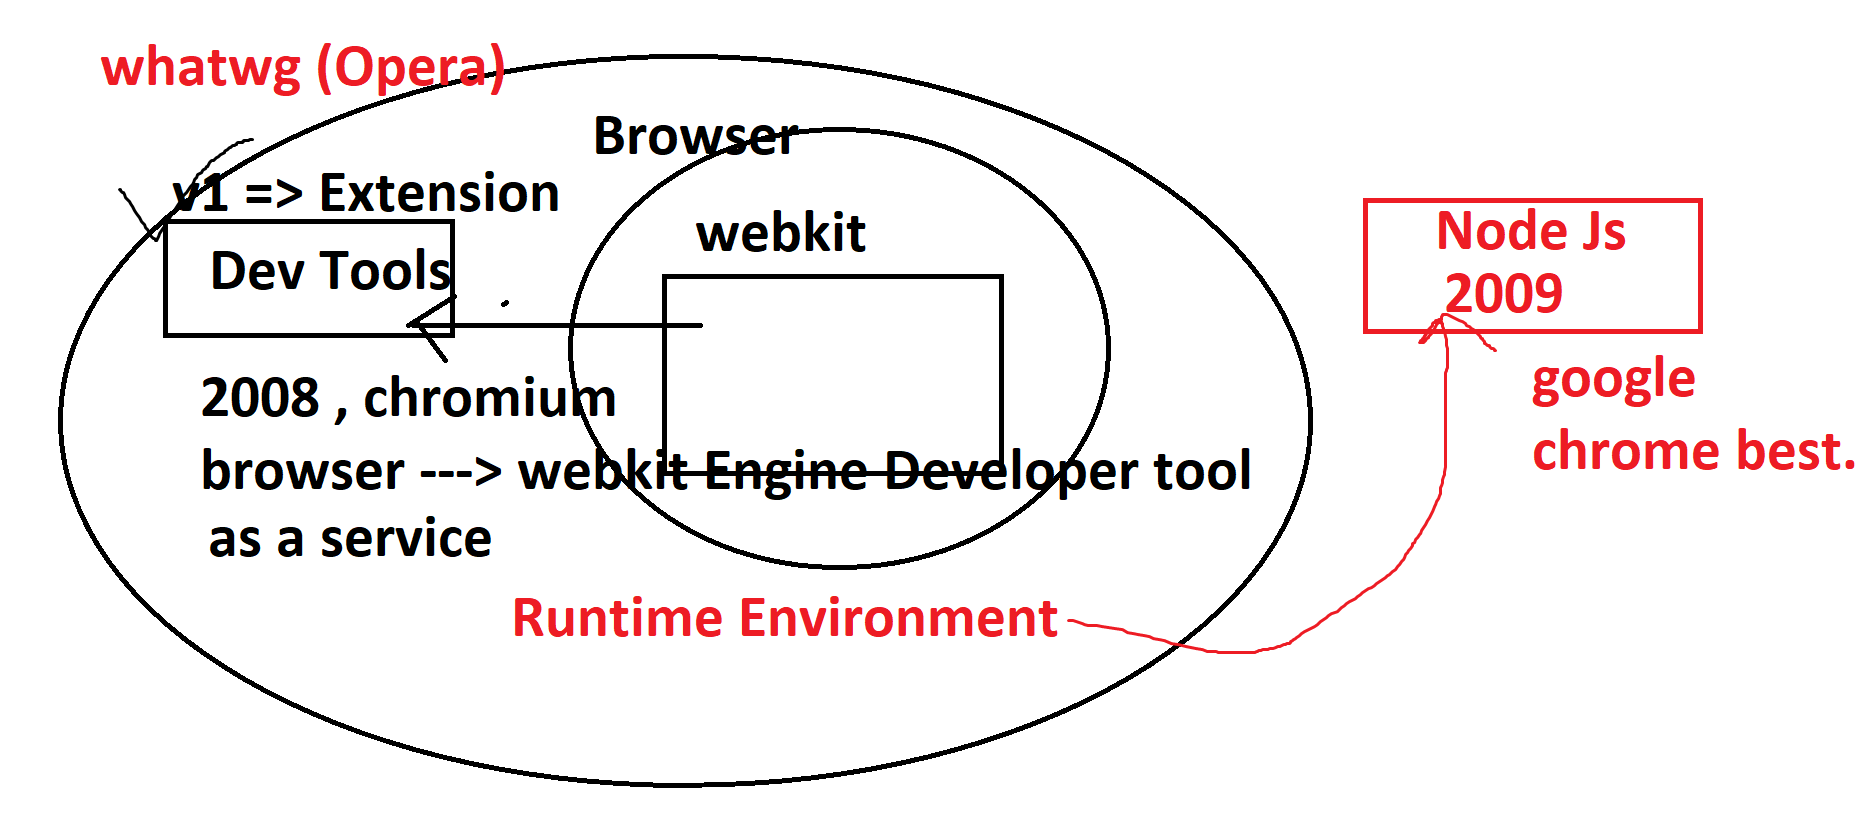 whatwg (Opera)
Browser
v1 => Extension
Dev Tools
webkit
2008 , chromium
browser ---> webkit Engine Developer tool
as a service
Runtime Environment
Node Js
2009
google
chrome best.